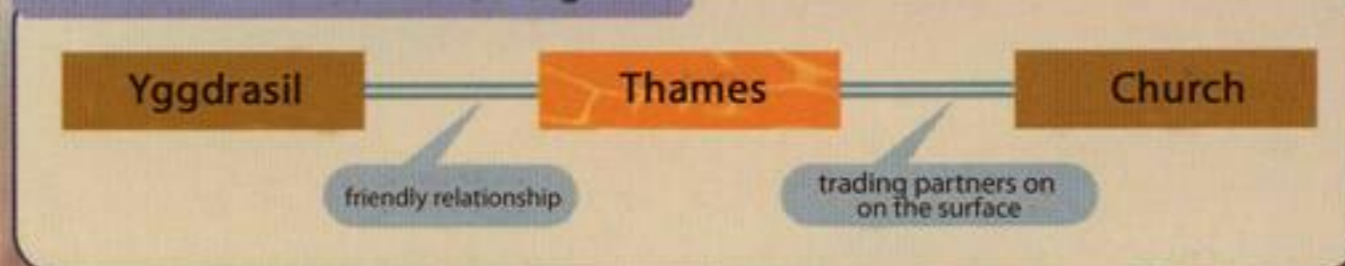 Yggdrasil
Thames
Church
friendly relationship
trading partners on
on the surface